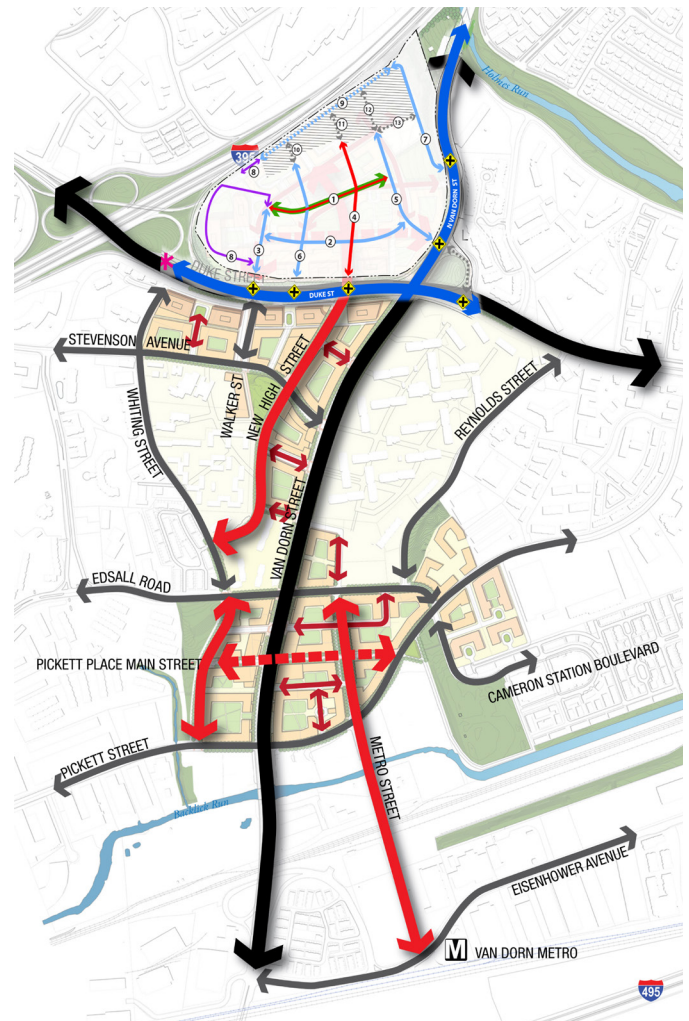 Holmes Run
9
12
10
11
13
7
395
8
1
5
N VAN DORN ST
4
3
2
6
8
DUKE STREET
DUKE ST
STEVENSON AVENUE
WALKER ST
NEW HIGH STREET
WHITING STREET
REYNOLDS STREET
VAN DORN STREET
EDSALL ROAD
PICKETT PLACE MAIN STREET
CAMERON STATION BOULEVARD
PICKETT STREET
METRO STREET
Backlick Run
EISENHOWER AVENUE
M VAN DORN METRO
495